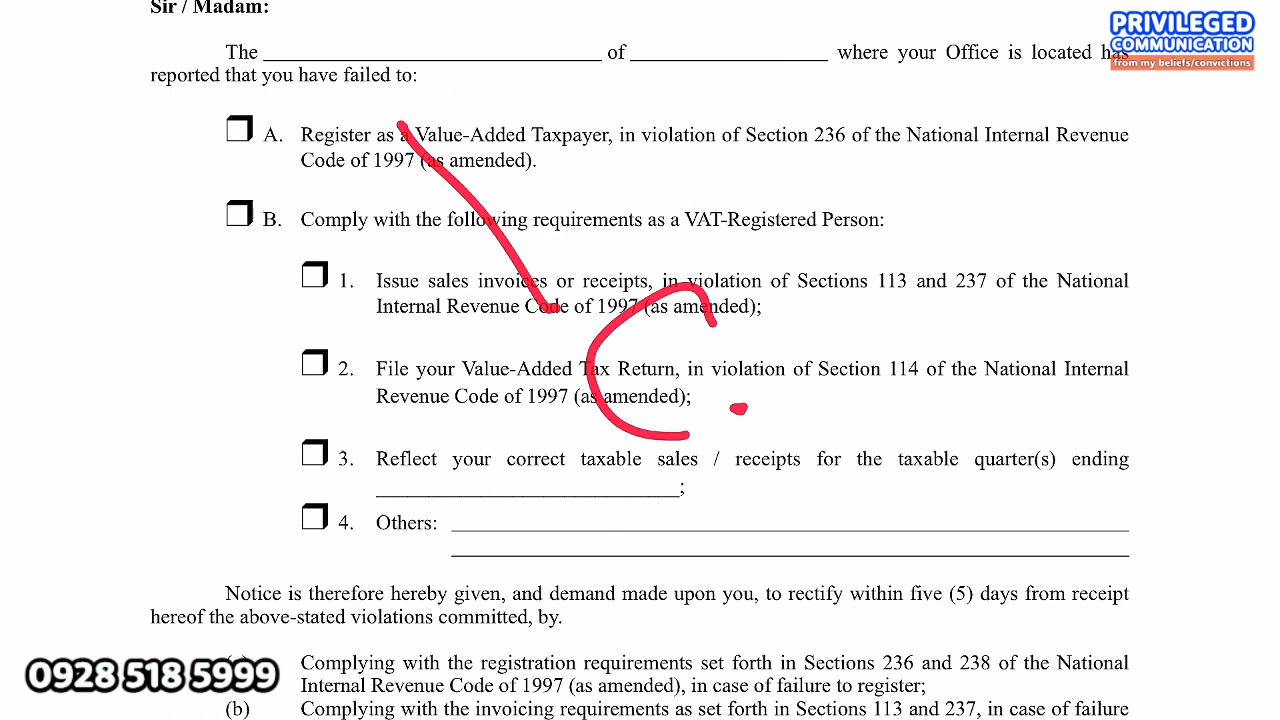 Sir / Madam:
PRIVILEGED
COMMUNICATION
from my beliefs/convictions
The ________________ of ________________ where your Office is located has
reported that you have failed to:
A. Register as a Value-Added Taxpayer, in violation of Section 236 of the National Internal Revenue
Code of 1997 (as amended).
B. Comply with the following requirements as a VAT-Registered Person:
1. Issue sales invoices or receipts, in violation of Sections 113 and 237 of the National
Internal Revenue Code of 1997 (as amended);
2. File your Value-Added Tax Return, in violation of Section 114 of the National Internal
Revenue Code of 1997 (as amended);
3. Reflect your correct taxable sales / receipts for the taxable quarter(s) ending
________________;
4. Others: ________________
Notice is therefore hereby given, and demand made upon you, to rectify within five (5) days from receipt
hereof the above-stated violations committed, by.
Complying with the registration requirements set forth in Sections 236 and 238 of the National
Internal Revenue Code of 1997 (as amended), in case of failure to register;
(b) Complying with the invoicing requirements as set forth in Sections 113 and 237, in case of failure
0928 518 5999